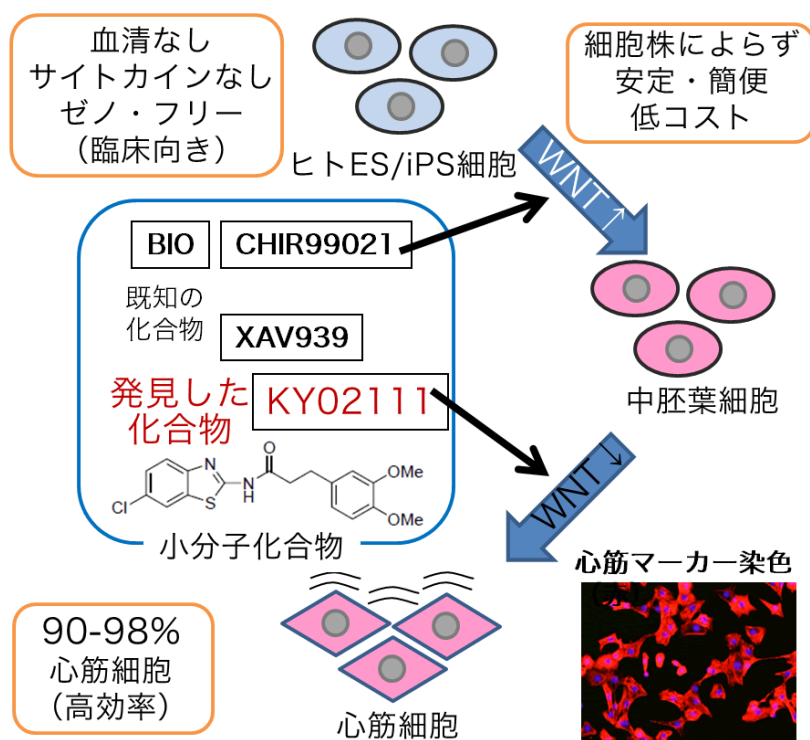 血清なし
サイトカインなし
ゼノ・フリー
（臨床向き）
細胞株によらず
安定・簡便
低コスト
ヒトES/iPS細胞
WNT↑
BIO
CHIR99021
既知の
化合物
XAV939
発見した
化合物
KY02111
中胚葉細胞
Cl
N
S
NH
O
OMe
OMe
小分子化合物
WNT↓
心筋マーカー染色
90-98%
心筋細胞
（高効率）
心筋細胞